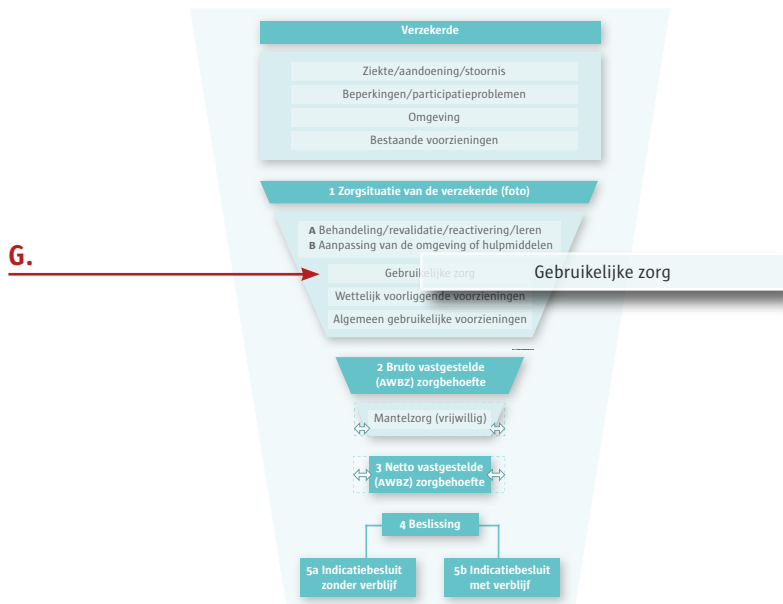 Verzekerde
Ziekte/aandoening/stoornis
Beperkingen/participatieproblemen
Omgeving
Bestaande voorzieningen
1 Zorgsituatie van de verzekerde (foto)
A Behandeling/revalidatie/reactivering/leren
B Aanpassing van de omgeving of hulpmiddelen
G.
Gebruikelijke zorg
Gebruikelijke zorg
Wettelijk voorliggende voorzieningen
Algemeen gebruikelijke voorzieningen
2 Bruto vastgestelde
(AWBZ) zorgbehoefte
Mantelzorg (vrijwillig)
3 Netto vastgestelde
(AWBZ) zorgbehoefte
4 Beslissing
5a Indicatiebesluit
zonder verblijf
5b Indicatiebesluit
met verblijf